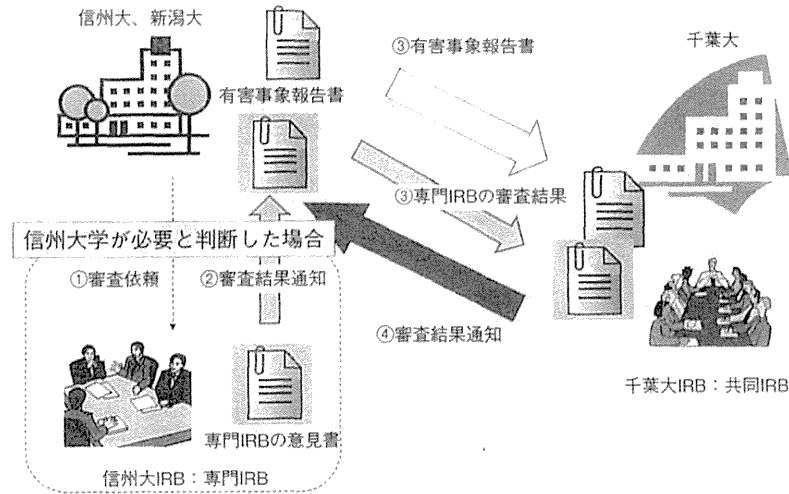 信州大、新潟大
有害事象報告書
③有害事象報告書
千葉大
③専門IRBの審査結果
信州大学が必要と判断した場合
①審査依頼
②審査結果通知
④審査結果通知
専門IRBの意見書
信州大IRB：専門IRB
千葉大IRB：共同IRB